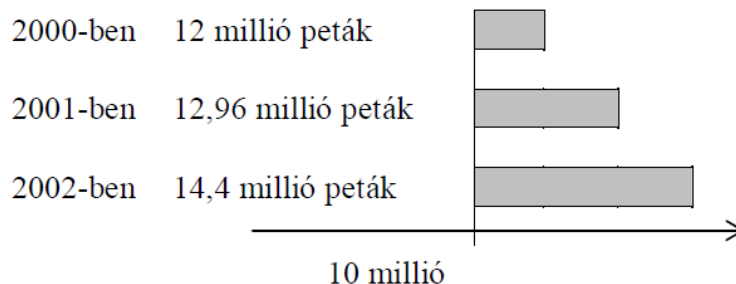 2000-ben 12 millió peták
2001-ben 12,96 millió peták
2002-ben 14,4 millió peták
10 millió